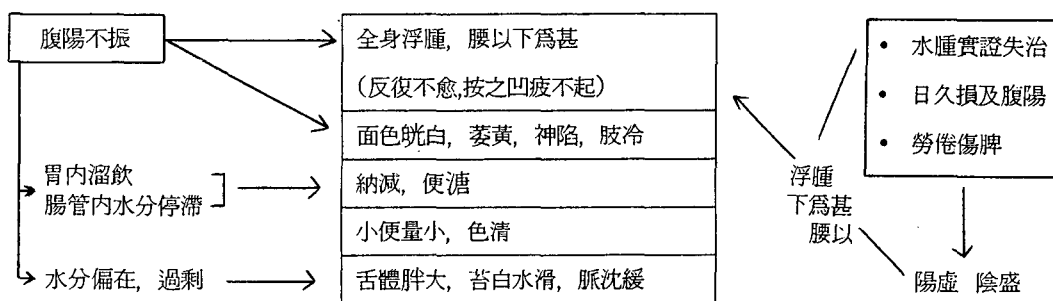 腹陽不振
全身浮腫, 腰以下爲甚
(反復不愈,按之凹疲不起)
面色㿠白, 萎黃, 神陷, 肢冷
胃內溜飮
腸管內水分停滯
納減, 便溏
小便量小, 色清
水分偏在, 過剩
舌體胖大, 苔白水滑, 脈沈緩
• 水腫實證失治
• 日久損及腹陽
• 勞倦傷脾
浮腫
下爲甚
腰以
陽虛 陰盛